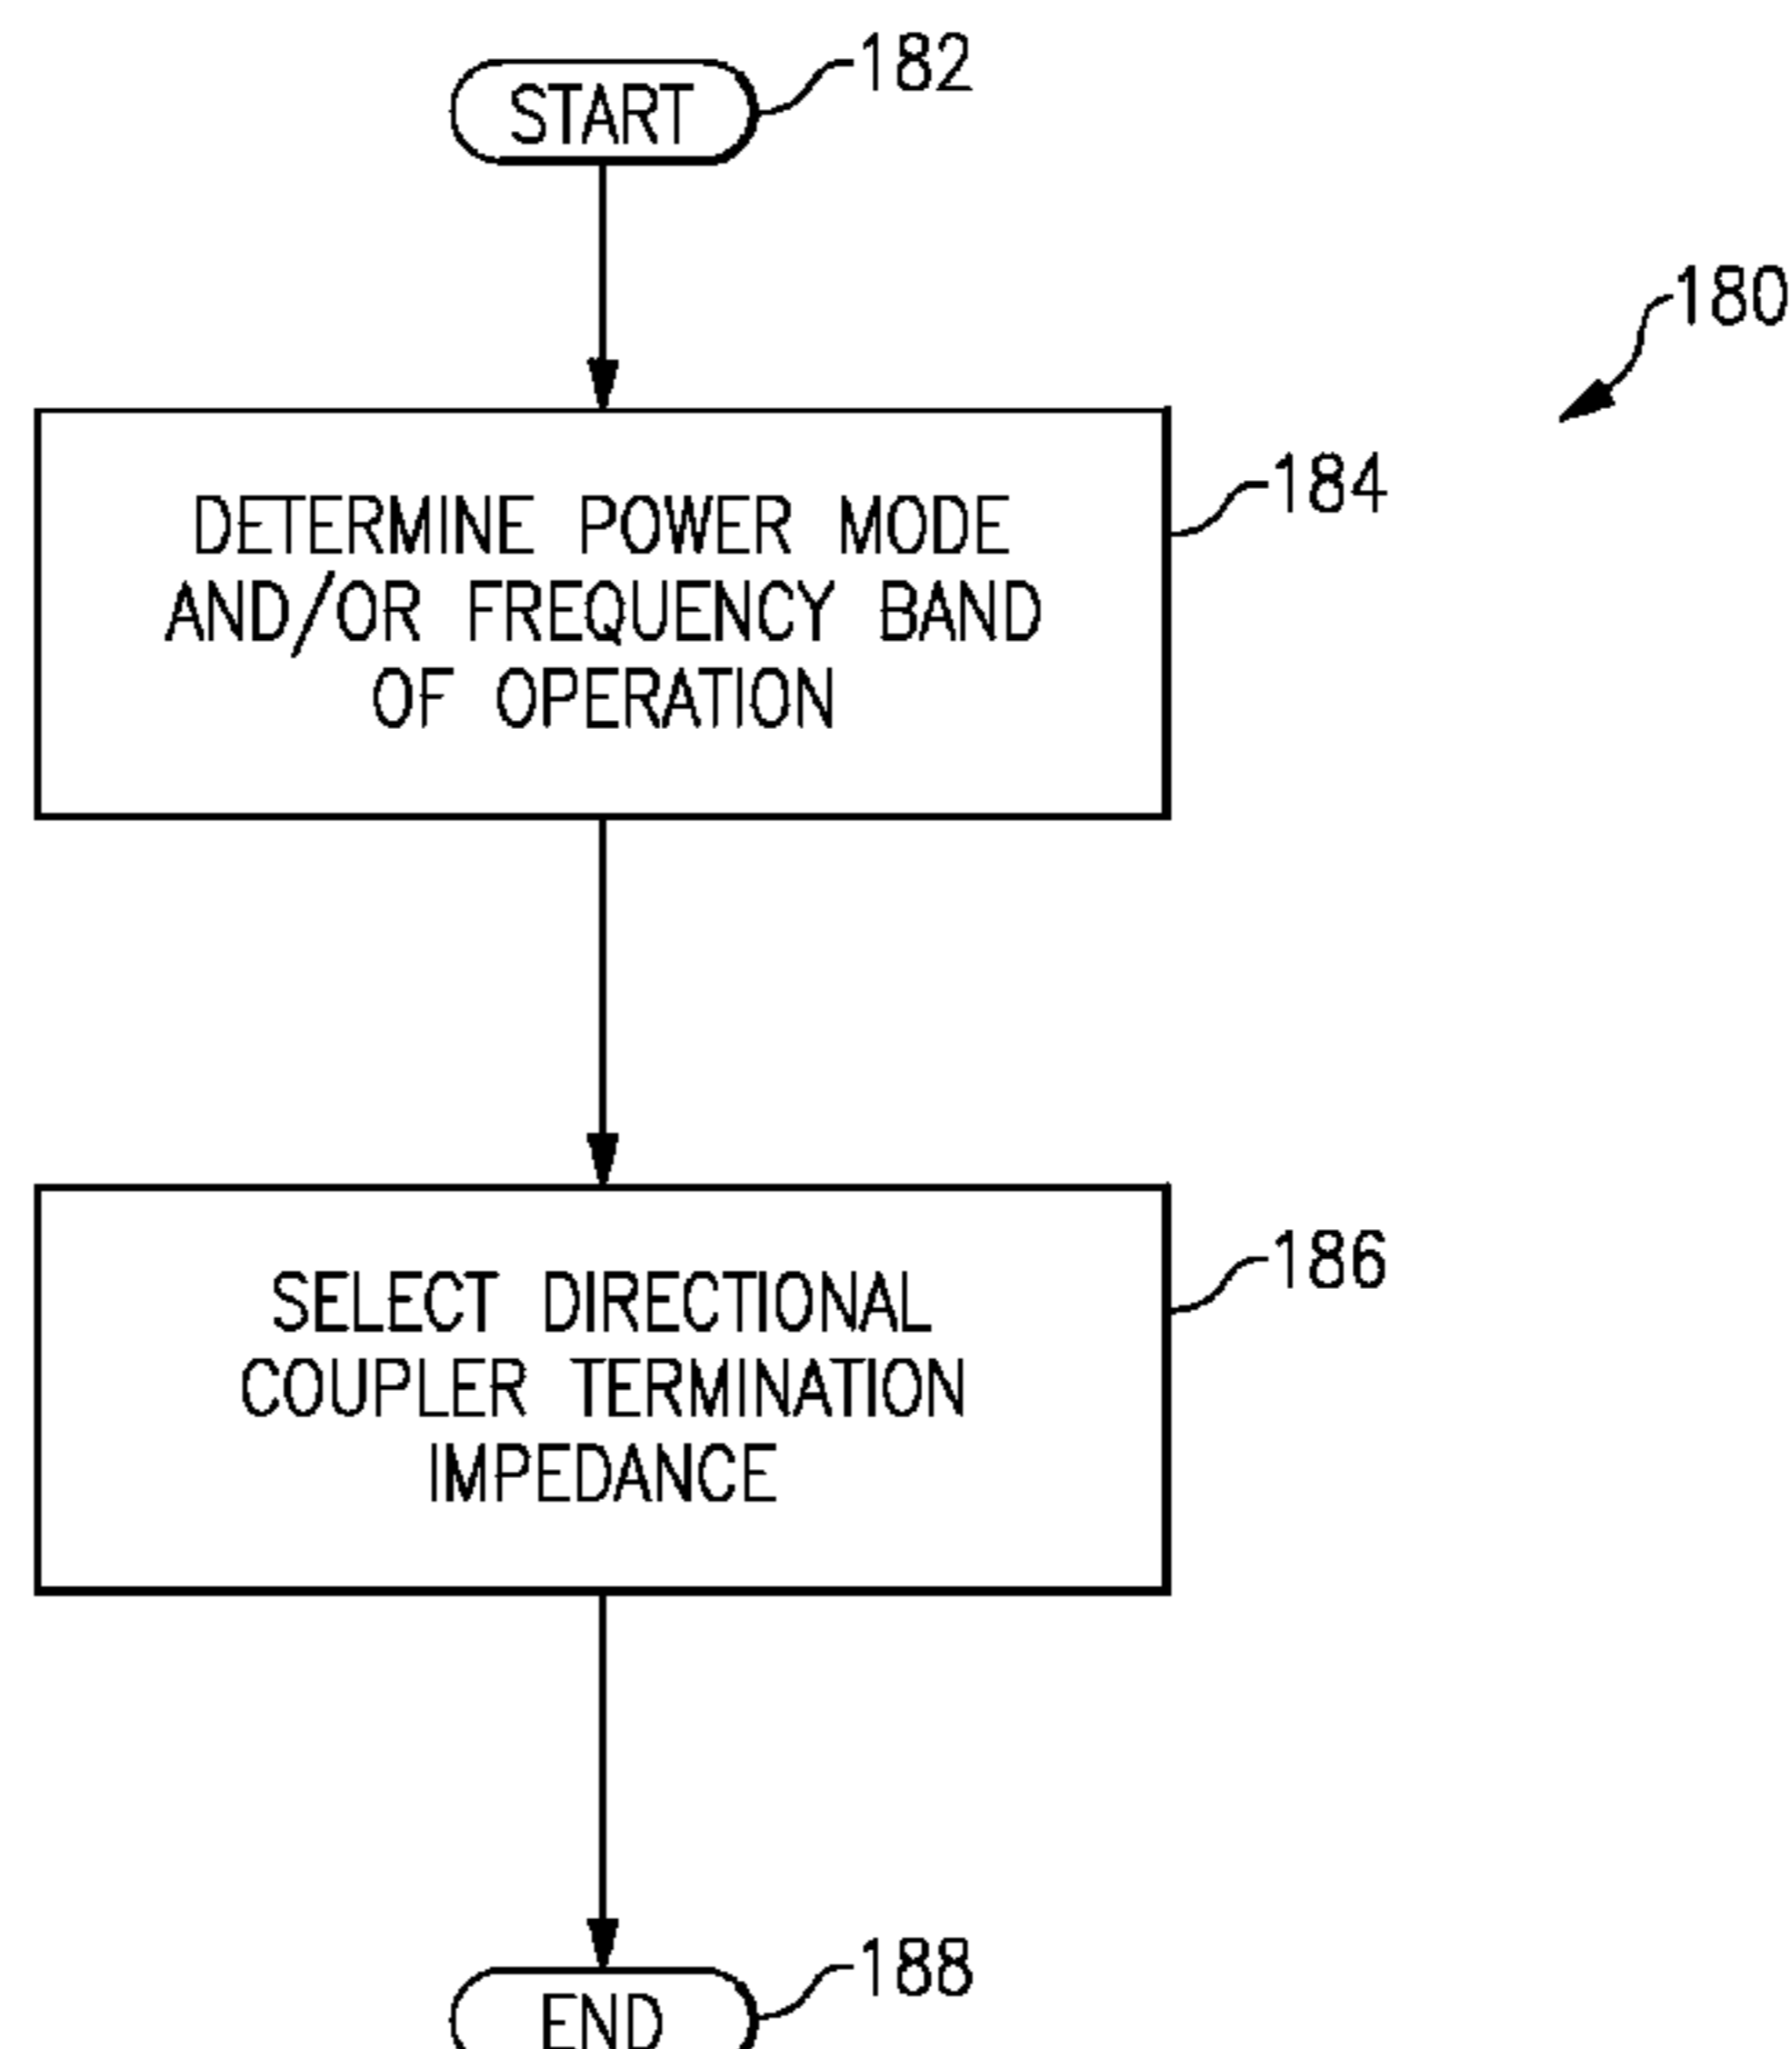 182
START
180
184
DETERMINE POWER MODE
AND/OR FREQUENCY BAND
OF OPERATION
186
SELECT DIRECTIONAL
COUPLER TERMINATION
IMPEDANCE
188
END